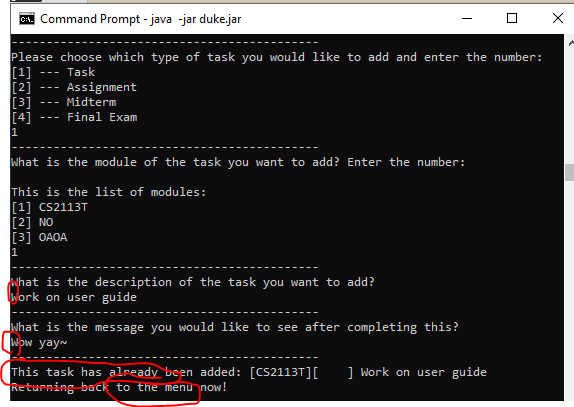 Command Prompt - java -jar duke.jar
------------------------------------------
Please choose which type of task you would like to add and enter the number:
[1] --- Task
[2] --- Assignment
[3] --- Midterm
[4] --- Final Exam
1
------------------------------------------
What is the module of the task you want to add? Enter the number:
This is the list of modules:
[1] CS2113T
[2] NO
[3] OAOA
1
------------------------------------------
What is the description of the task you want to add?
Work on user guide
------------------------------------------
What is the message you would like to see after completing this?
Wow yay~
------------------------------------------
This task has already been added: [CS2113T][    ] Work on user guide
Returning back to the menu now!